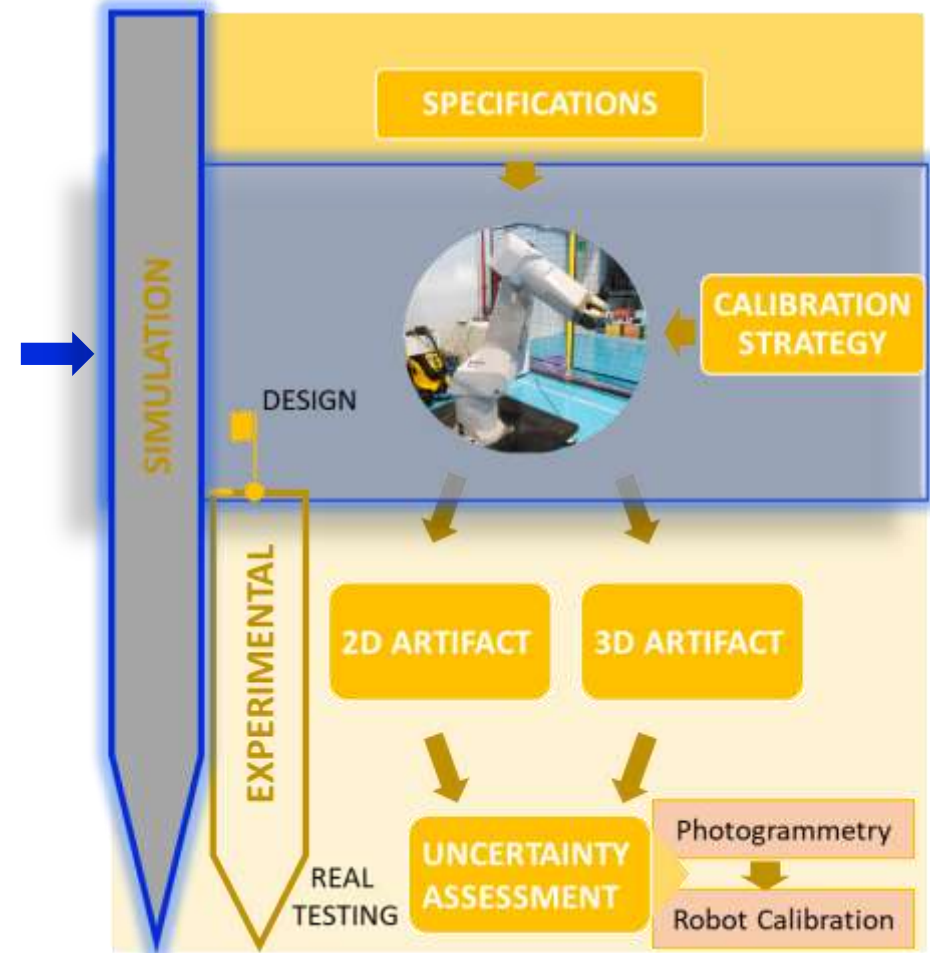 SPECIFICATIONS
SIMULATION
CALIBRATION
STRATEGY
DESIGN
EXPERIMENTAL
2D ARTIFACT
3D ARTIFACT
UNCERTAINTY
ASSESSMENT
Photogrammetry
Robot Calibration
REAL
TESTING